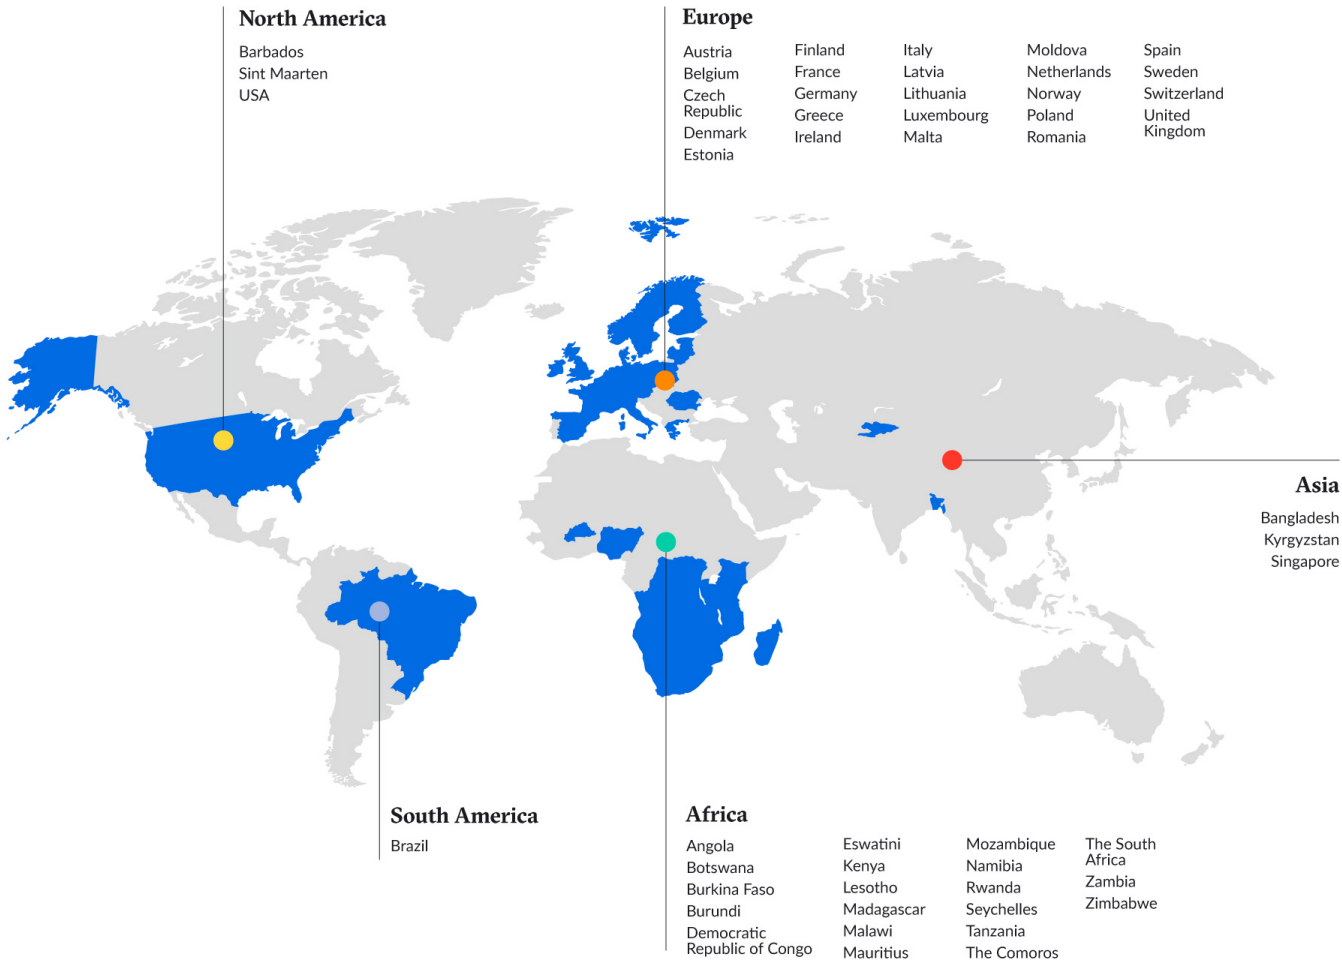 North America
Barbados
Sint Maarten
USA
Europe
Austria
Belgium
Czech
Republic
Denmark
Estonia
Finland
France
Germany
Greece
Ireland
Italy
Latvia
Lithuania
Luxembourg
Malta
Moldova
Netherlands
Norway
Poland
Romania
Spain
Sweden
Switzerland
United
Kingdom
Asia
Bangladesh
Kyrgyzstan
Singapore
South America
Brazil
Africa
Angola
Botswana
Burkina Faso
Burundi
Democratic
Republic of Congo
Eswatini
Kenya
Lesotho
Madagascar
Malawi
Mauritius
Mozambique
Namibia
Rwanda
Seychelles
Tanzania
The Comoros
The South
Africa
Zambia
Zimbabwe